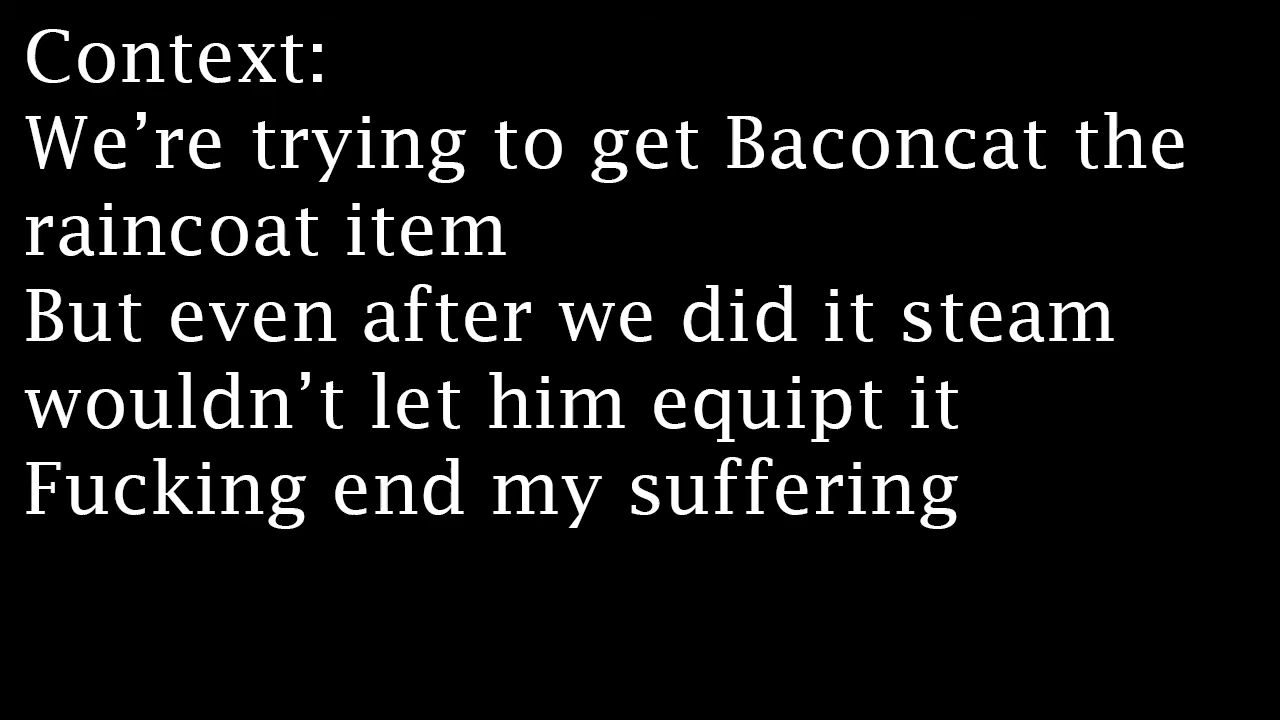 Context:
We’re trying to get Baconcat the
raincoat item
But even after we did it steam
wouldn’t let him equipt it
Fucking end my suffering